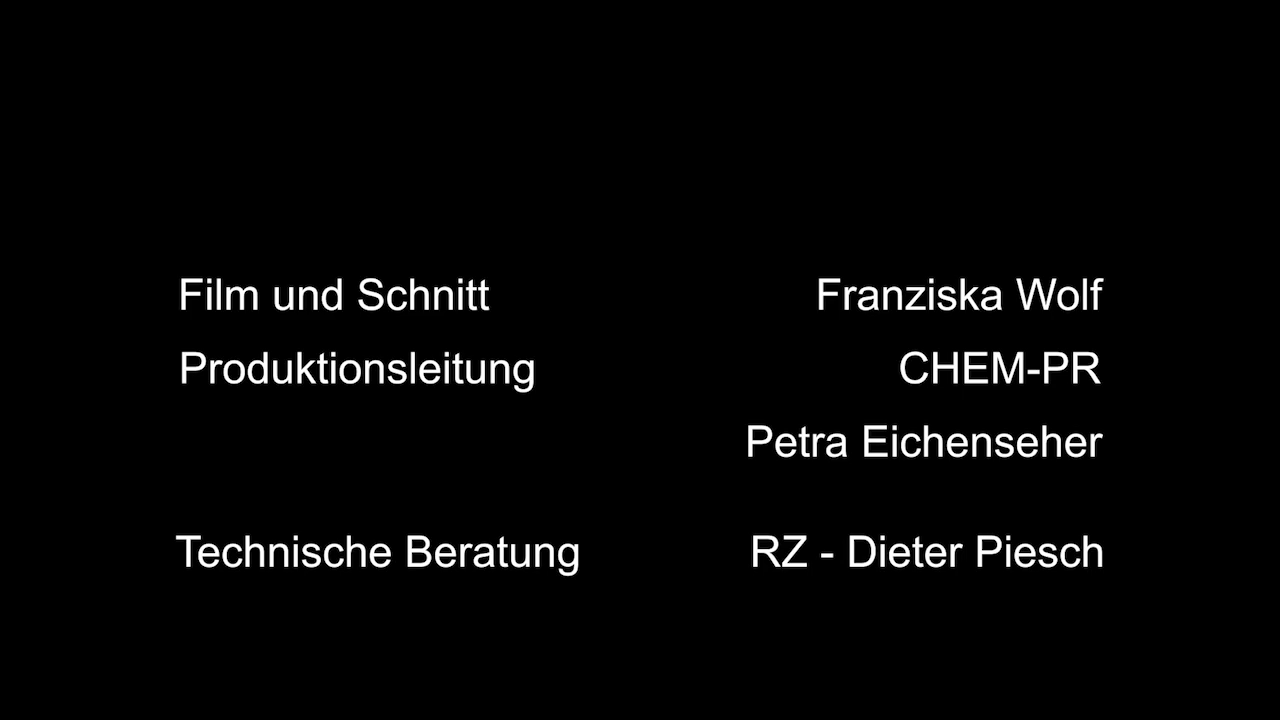 Film und Schnitt Franziska Wolf
Produktionsleitung CHEM-PR
Petra Eichenseher
Technische Beratung RZ - Dieter Piesch